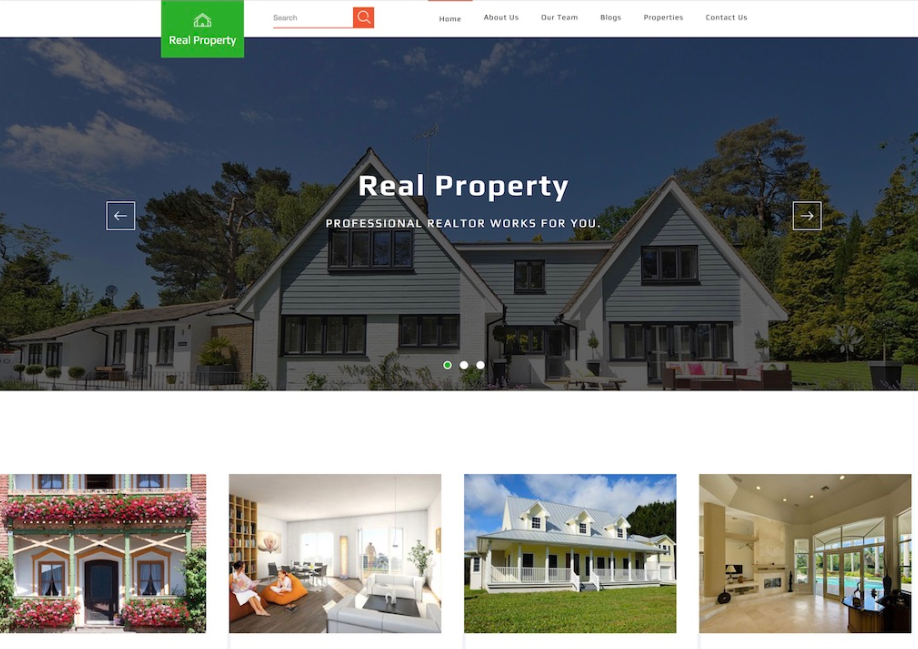 Real Property
Search
Home
About Us
Our Team
Blogs
Properties
Contact Us
Real Property
PROFESSIONAL REALTOR WORKS FOR YOU.